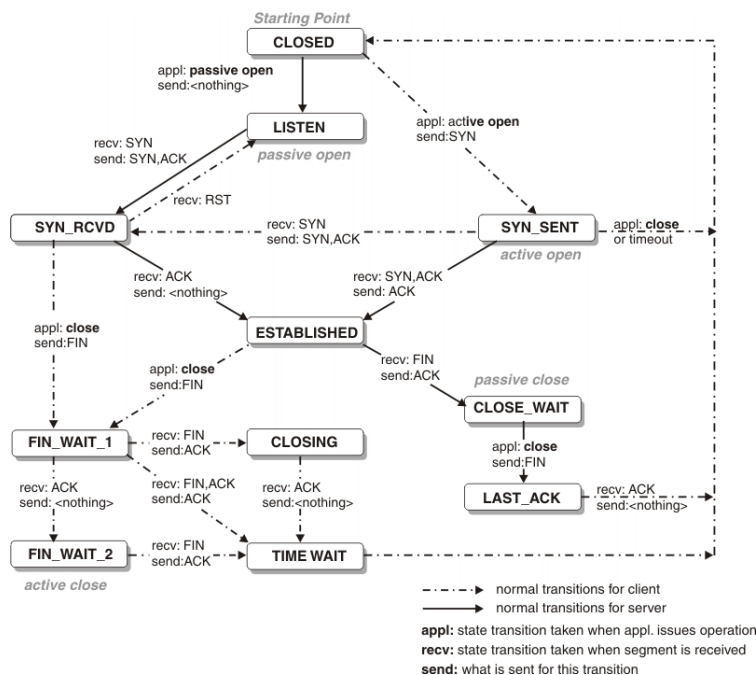 Starting Point
CLOSED
appl: passive open
send:<nothing>
LISTEN
passive open
appl: active open
send:SYN
recv: SYN
send: SYN,ACK
recv: RST
SYN_RCVD
recv: SYN
send: SYN,ACK
SYN_SENT
active open
appl: close
or timeout
recv: ACK
send: <nothing>
recv: SYN,ACK
send: ACK
appl: close
send:FIN
ESTABLISHED
appl: close
send:FIN
recv: FIN
send:ACK
passive close
CLOSE_WAIT
appl: close
send:FIN
FIN_WAIT_1
recv: FIN
send:ACK
CLOSING
recv: ACK
send: <nothing>
recv: FIN,ACK
send:ACK
recv: ACK
send:<nothing>
LAST_ACK
recv: ACK
send:<nothing>
FIN_WAIT_2
active close
recv: FIN
send:ACK
TIME WAIT
normal transitions for client
normal transitions for server
appl: state transition taken when appl. issues operation
recv: state transition taken when segment is received
send: what is sent for this transition